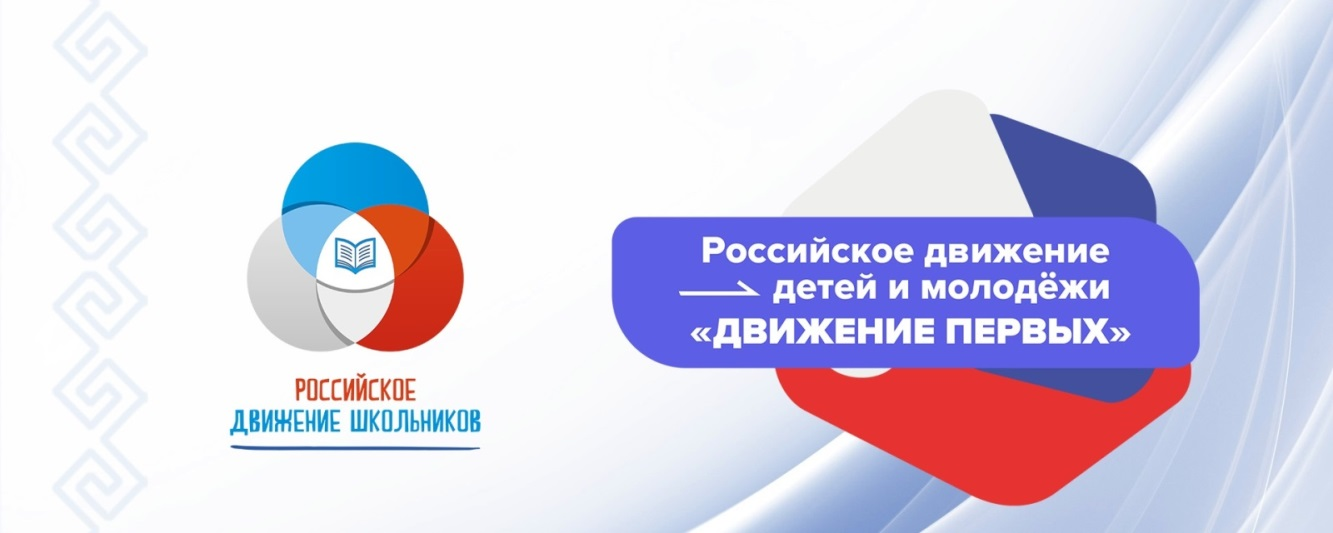 РОССИЙСКОЕ
ДВИЖЕНИЕ ШКОЛЬНИКОВ
Российское движение
детей и молодёжи
«ДВИЖЕНИЕ ПЕРВЫХ»